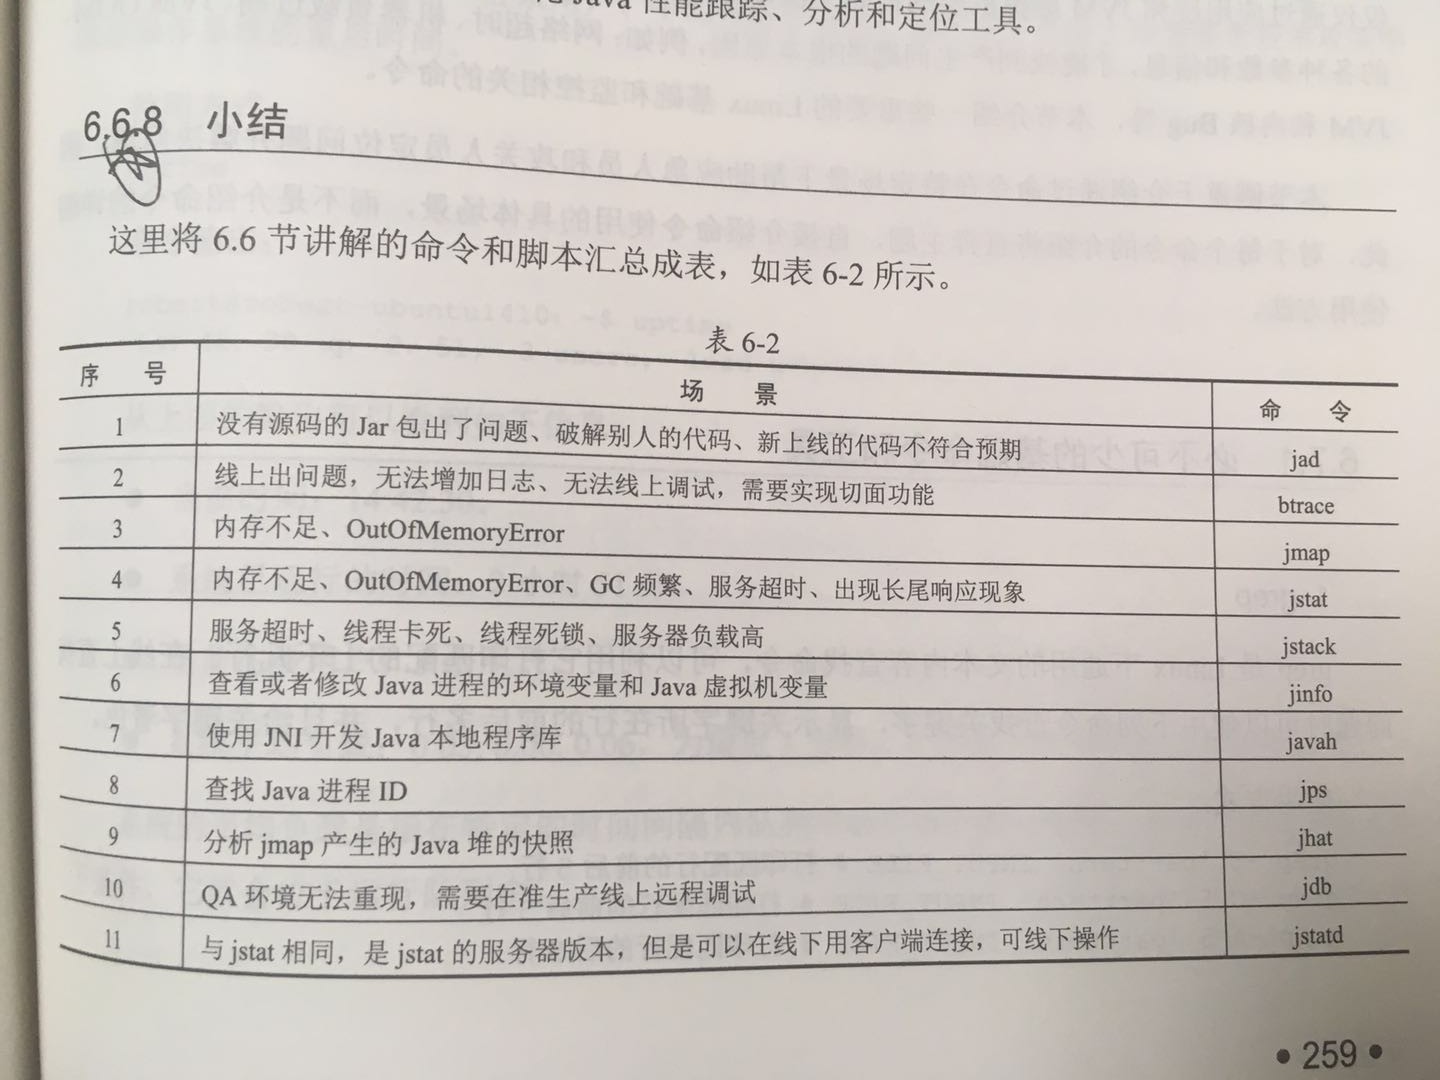 Java 性能跟踪、分析和定位工具。
6.6.8 小结
这里将 6.6 节讲解的命令和脚本汇总成表，如表 6-2 所示。
表 6-2
序 号 场 景 命 令
1 没有源码的 Jar 包出了问题、破解别人的代码、新上线的代码不符合预期 jad
2 线上出问题，无法增加日志、无法线上调试，需要实现切面功能 btrace
3 内存不足、OutOfMemoryError jmap
4 内存不足、OutOfMemoryError、GC 频繁、服务超时、出现长尾响应现象 jstat
5 服务超时、线程卡死、线程死锁、服务器负载高 jstack
6 查看或者修改 Java 进程的环境变量和 Java 虚拟机变量 jinfo
7 使用 JNI 开发 Java 本地程序库 javah
8 查找 Java 进程 ID jps
9 分析 jmap 产生的 Java 堆的快照 jhat
10 QA 环境无法重现，需要在准生产线上远程调试 jdb
11 与 jstat 相同，是 jstat 的服务器版本，但是可以在线下用客户端连接，可线下操作 jstatd
• 259 •